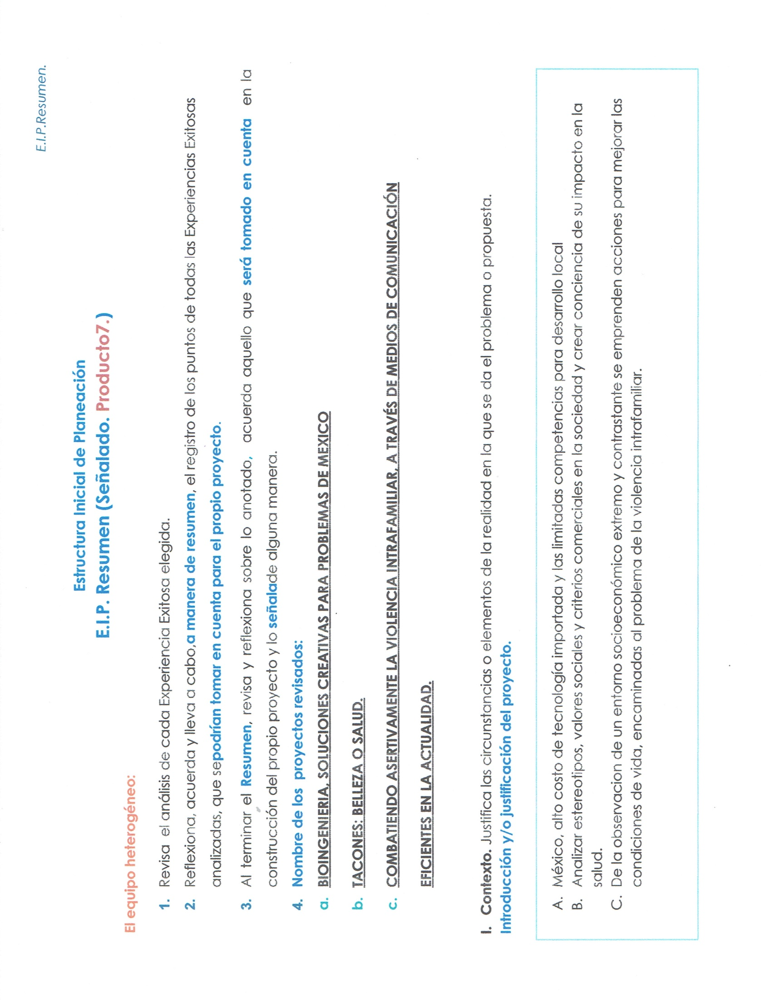 E.I.P.Resumen.
Estructura Inicial de Planeación
E.I.P. Resumen (Señalado. Producto7.)
El equipo heterogéneo:
1. Revisa el análisis de cada Experiencia Exitosa elegida.
2. Reflexiona, acuerda y lleva a cabo,a manera de resumen, el registro de los puntos de todas las Experiencias Exitosas
analizadas, que sepodrían tomar en cuenta para el propio proyecto.
3. Al terminar el Resumen, revisa y reflexiona sobre lo anotado, acuerda aquello que será tomado en cuenta en la
construcción del propio proyecto y lo señalade alguna manera.
4. Nombre de los proyectos revisados:
a. BIOINGENIERIA, SOLUCIONES CREATIVAS PARA PROBLEMAS DE MEXICO
b. TACONES: BELLEZA O SALUD.
c. COMBATIENDO ASERTIVAMENTE LA VIOLENCIA INTRAFAMILIAR, A TRAVÉS DE MEDIOS DE COMUNICACIÓN
EFICIENTES EN LA ACTUALIDAD.
I. Contexto. Justifica las circunstancias o elementos de la realidad en la que se da el problema o propuesta.
Introducción y/o justificación del proyecto.
A. México, alto costo de tecnología importada y las limitadas competencias para desarrollo local
B. Analizar estereotipos, valores sociales y criterios comerciales en la sociedad y crear conciencia de su impacto en la
salud.
C. De la observacion de un entorno socioeconómico extremo y contrastante se emprenden acciones para mejorar las
condiciones de vida, encaminadas al problema de la violencia intrafamiliar.